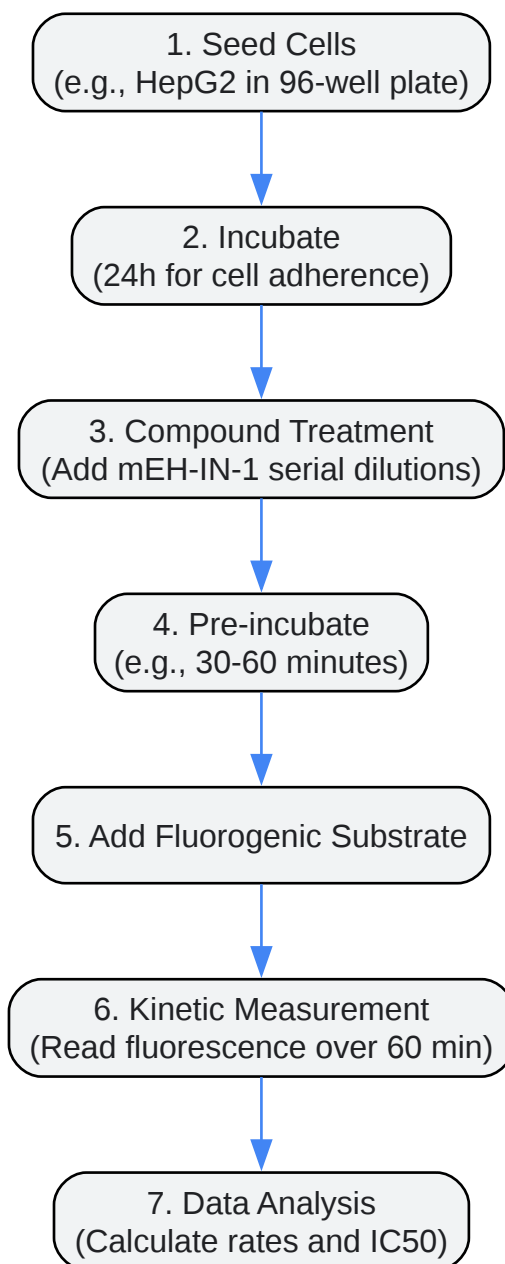 1. Seed Cells
(e.g., HepG2 in 96-well plate)
2. Incubate
(24h for cell adherence)
3. Compound Treatment
(Add mEH-IN-1 serial dilutions)
4. Pre-incubate
(e.g., 30-60 minutes)
5. Add Fluorogenic Substrate
6. Kinetic Measurement
(Read fluorescence over 60 min)
7. Data Analysis
(Calculate rates and IC50)